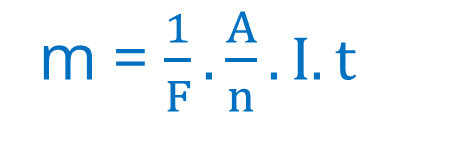 m = 1/F . A/n . I. t